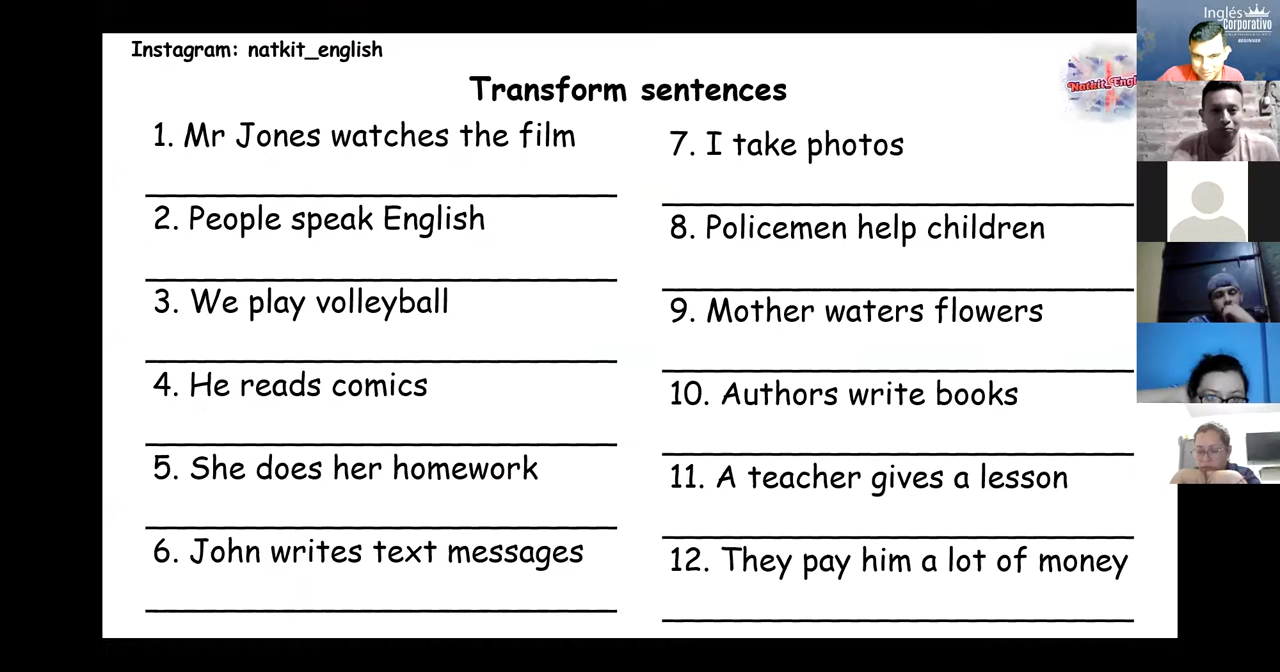 Instagram: natkit_english
Transform sentences
1. Mr Jones watches the film
2. People speak English
3. We play volleyball
4. He reads comics
5. She does her homework
6. John writes text messages
7. I take photos
8. Policemen help children
9. Mother waters flowers
10. Authors write books
11. A teacher gives a lesson
12. They pay him a lot of money
Natkit_Engl
Inglés
Corporativo
BEGINNER